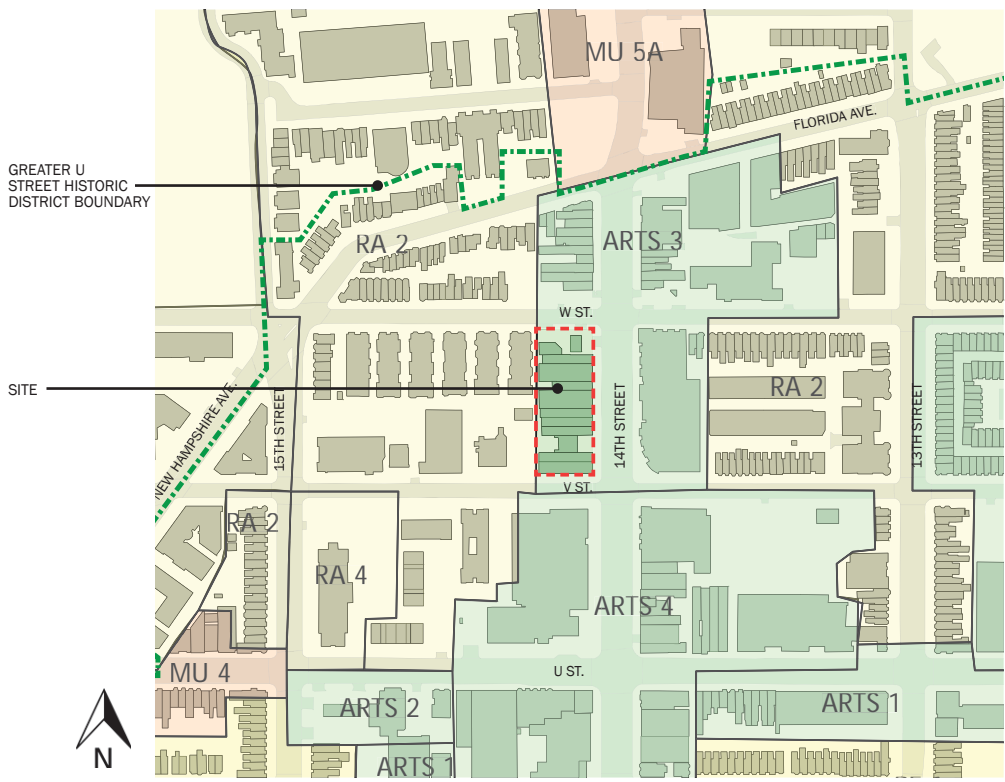 MU 5A
FLORIDA AVE.
GREATER U
STREET HISTORIC
DISTRICT BOUNDARY
RA 2
ARTS 3
W ST.
SITE
NEW HAMPSHIRE AVE.
15TH STREET
14TH STREET
RA 2
13TH STREET
V ST.
RA 2
RA 4
ARTS 4
MU 4
U ST.
ARTS 2
ARTS 1
ARTS 1
N